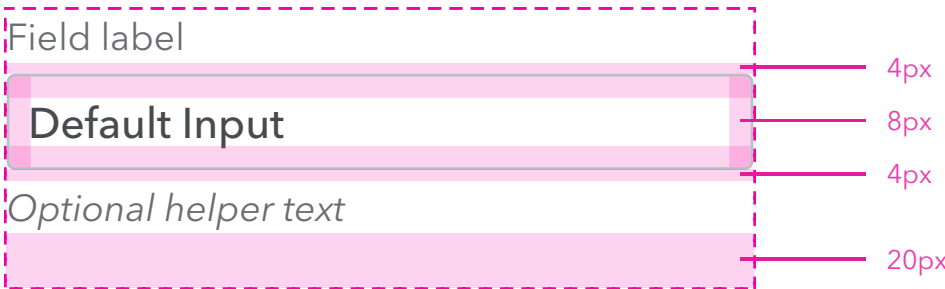 Field label
4px
Default Input
8px
4px
Optional helper text
20px